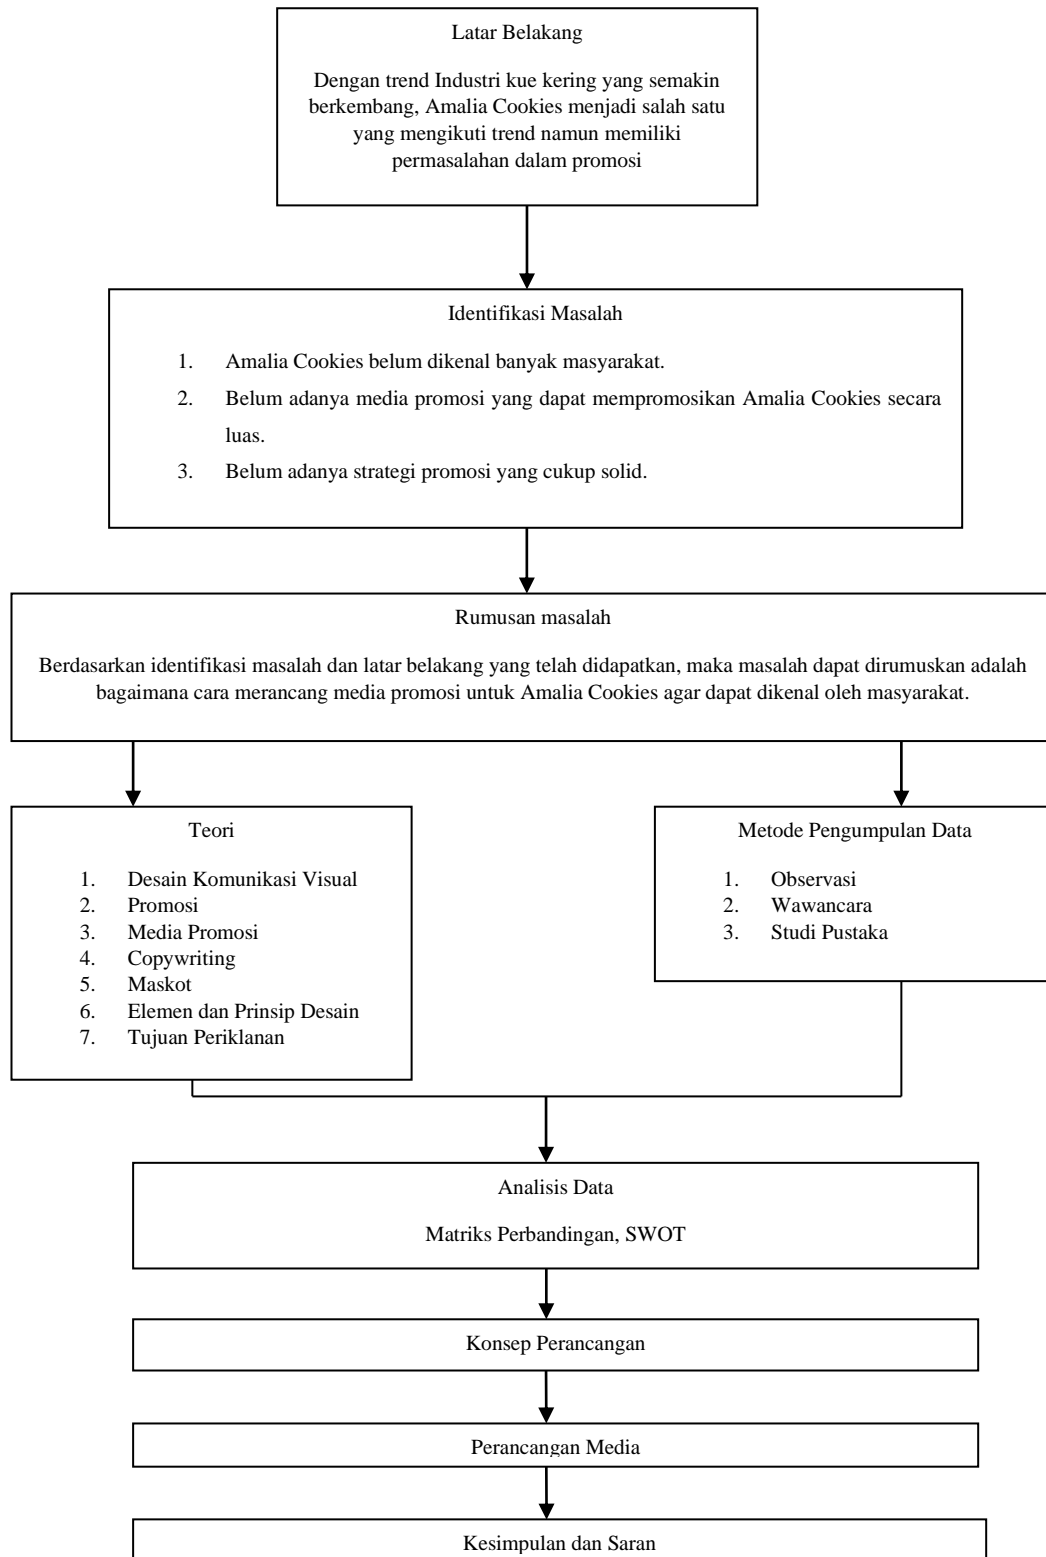 Latar Belakang
Dengan trend Industri kue kering yang semakin
berkembang, Amalia Cookies menjadi salah satu
yang mengikuti trend namun memiliki
permasalahan dalam promosi
Identifikasi Masalah
1. Amalia Cookies belum dikenal banyak masyarakat.
2. Belum adanya media promosi yang dapat mempromosikan Amalia Cookies secara
luas.
3. Belum adanya strategi promosi yang cukup solid.
Rumusan masalah
Berdasarkan identifikasi masalah dan latar belakang yang telah didapatkan, maka masalah dapat dirumuskan adalah
bagaimana cara merancang media promosi untuk Amalia Cookies agar dapat dikenal oleh masyarakat.
Teori
1. Desain Komunikasi Visual
2. Promosi
3. Media Promosi
4. Copywriting
5. Maskot
6. Elemen dan Prinsip Desain
7. Tujuan Periklanan
Metode Pengumpulan Data
1. Observasi
2. Wawancara
3. Studi Pustaka
Analisis Data
Matriks Perbandingan, SWOT
Konsep Perancangan
Perancangan Media
Kesimpulan dan Saran